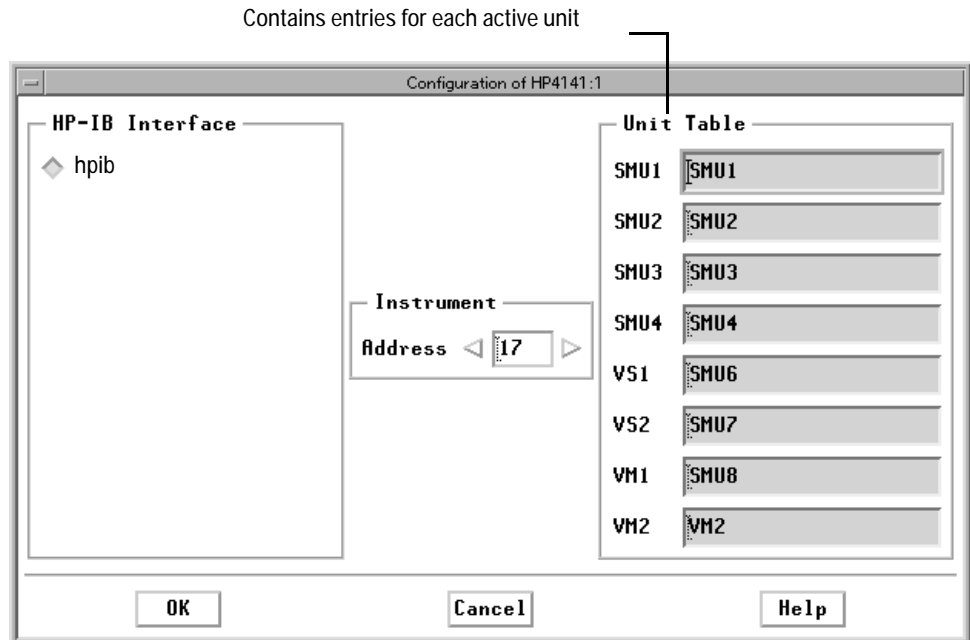 Contains entries for each active unit
Configuration of HP4141:1
HP-IB Interface
hpib
Instrument
Address 17
Unit Table
SMU1 SMU1
SMU2 SMU2
SMU3 SMU3
SMU4 SMU4
VS1 SMU6
VS2 SMU7
VM1 SMU8
VM2 VM2
OK Cancel Help